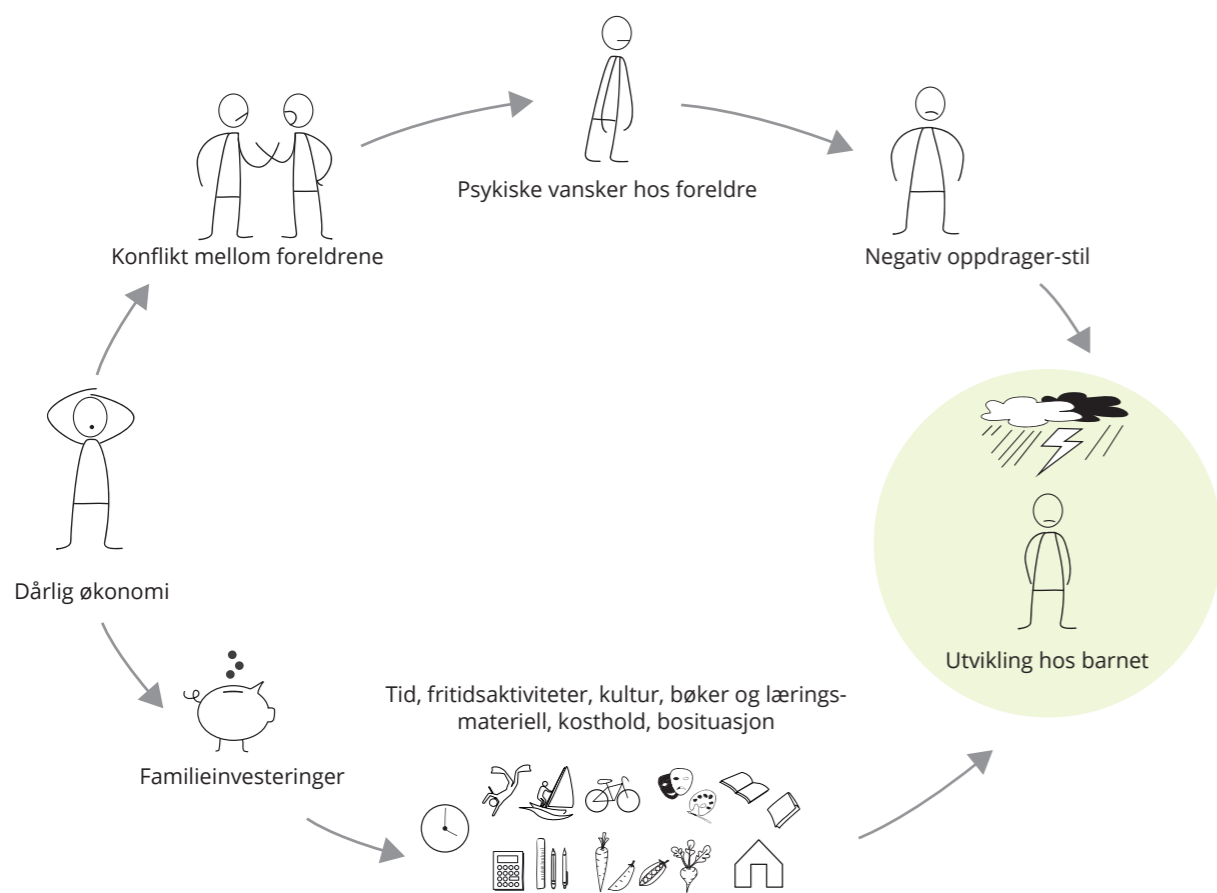 Psykiske vansker hos foreldre
Konflikt mellom foreldrene
Negativ oppdrager-stil
Dårlig økonomi
Utvikling hos barnet
Tid, fritidsaktiviteter, kultur, bøker og lærings-
materiell, kosthold, bosituasjon
Familieinvesteringer